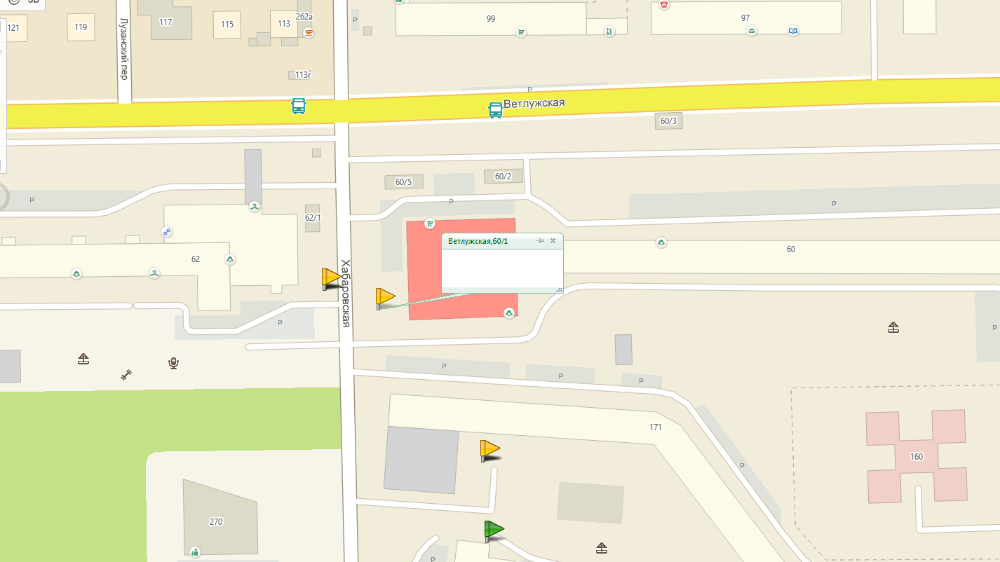 3D
121
119
117
115
113
262а
113г
Лузанский пер
P
99
97
P
Ветлужская
60/3
60/5
60/2
P
P
P
62/1
62
Ветлужская,60/1
60
Хабаровская
P
P
P
P
P
171
160
P
270
P